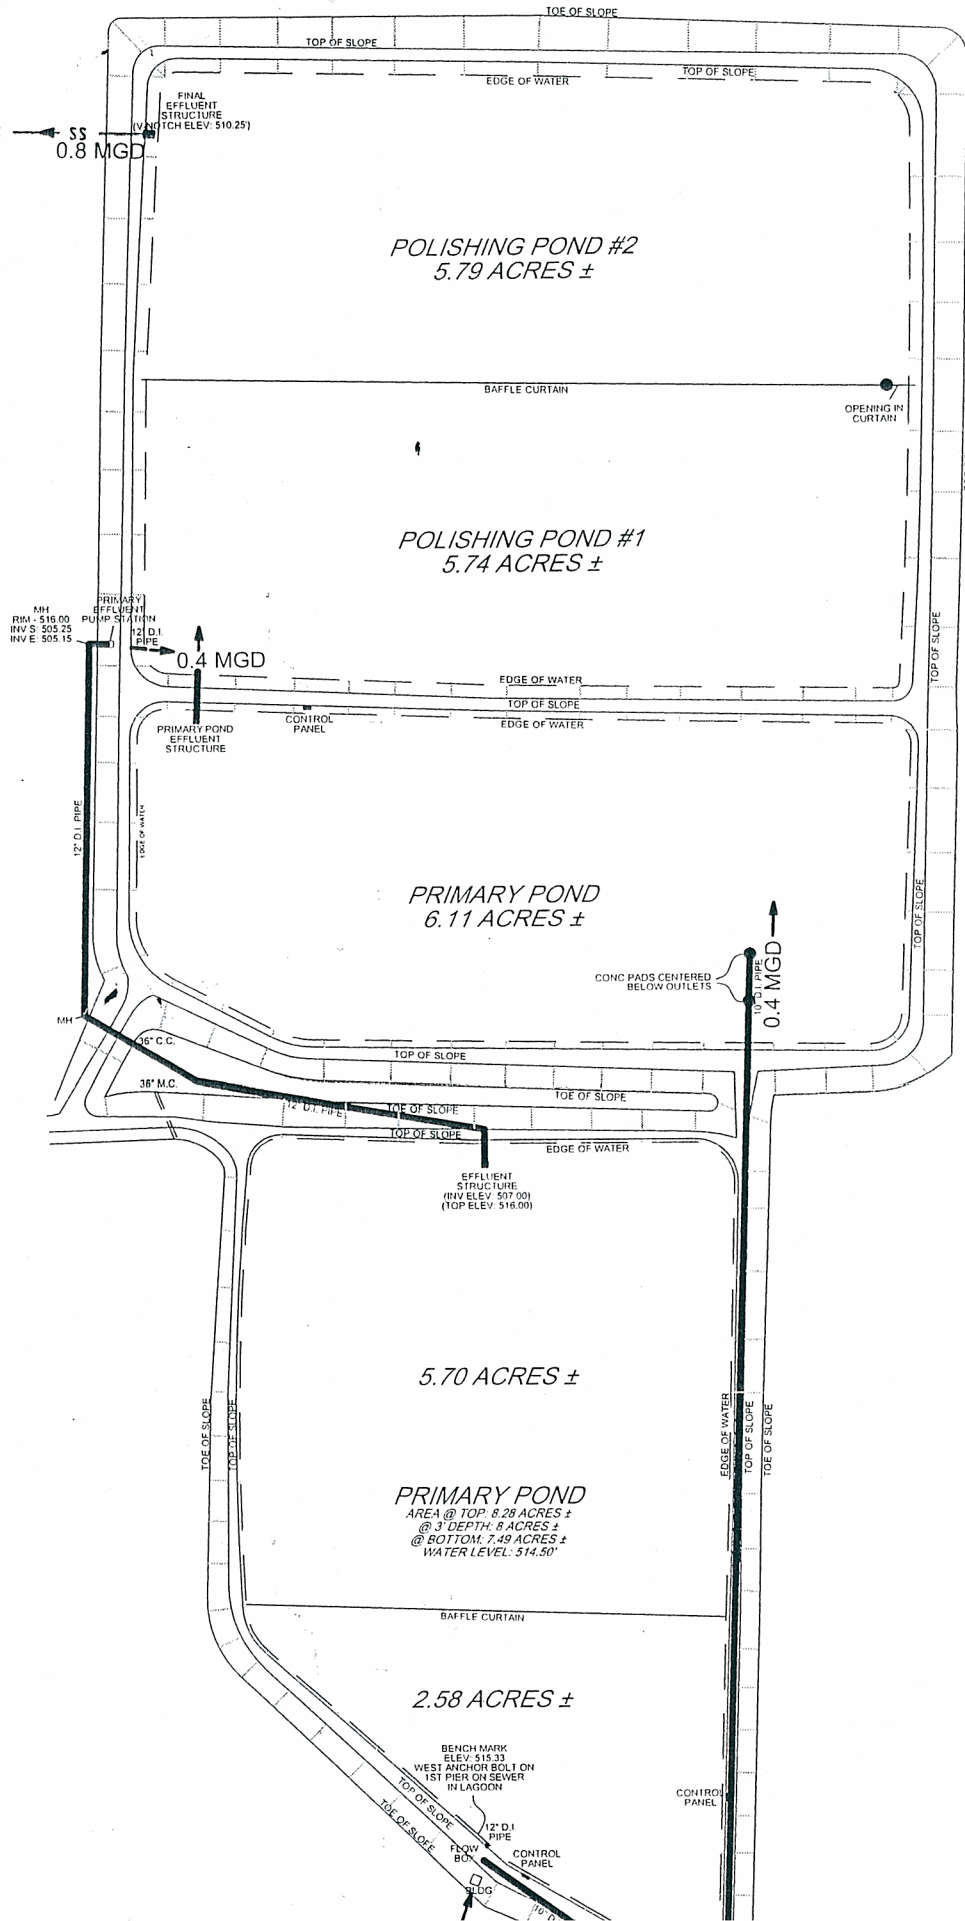 TOE OF SLOPE
TOP OF SLOPE
TOP OF SLOPE
EDGE OF WATER
FINAL
EFFLUENT
STRUCTURE
(V-NOTCH ELEV: 510.25')
SS
0.8 MGD
POLISHING POND #2
5.79 ACRES ±
BAFFLE CURTAIN
OPENING IN
CURTAIN
POLISHING POND #1
5.74 ACRES ±
MH
RIM - 516.00
INV S: 505.25
INV E: 505.15
PRIMARY
EFFLUENT
PUMP STATION
12" D.I.
PIPE
0.4 MGD
TOP OF SLOPE
EDGE OF WATER
TOP OF SLOPE
EDGE OF WATER
PRIMARY POND
EFFLUENT
STRUCTURE
CONTROL
PANEL
12" D.I. PIPE
EDGE OF WATER
PRIMARY POND
6.11 ACRES ±
TOP OF SLOPE
CONC PADS CENTERED
BELOW OUTLETS
10" D.I. PIPE
0.4 MGD
MH
36" C.C.
TOP OF SLOPE
36" M.C.
12" D.I. PIPE
TOE OF SLOPE
TOE OF SLOPE
TOP OF SLOPE
EDGE OF WATER
EFFLUENT
STRUCTURE
(INV ELEV: 507.00)
(TOP ELEV: 516.00)
5.70 ACRES ±
TOE OF SLOPE
TOP OF SLOPE
EDGE OF WATER
TOP OF SLOPE
TOE OF SLOPE
PRIMARY POND
AREA @ TOP: 8.28 ACRES ±
@ 3' DEPTH: 8 ACRES ±
@ BOTTOM: 7.49 ACRES ±
WATER LEVEL: 514.50'
BAFFLE CURTAIN
2.58 ACRES ±
BENCH MARK
ELEV: 515.33
WEST ANCHOR BOLT ON
1ST PIER ON SEWER
IN LAGOON
TOP OF SLOPE
TOE OF SLOPE
CONTROL
PANEL
12" D.I.
PIPE
FLOW
BOX
CONTROL
PANEL
BLDG
10" D.